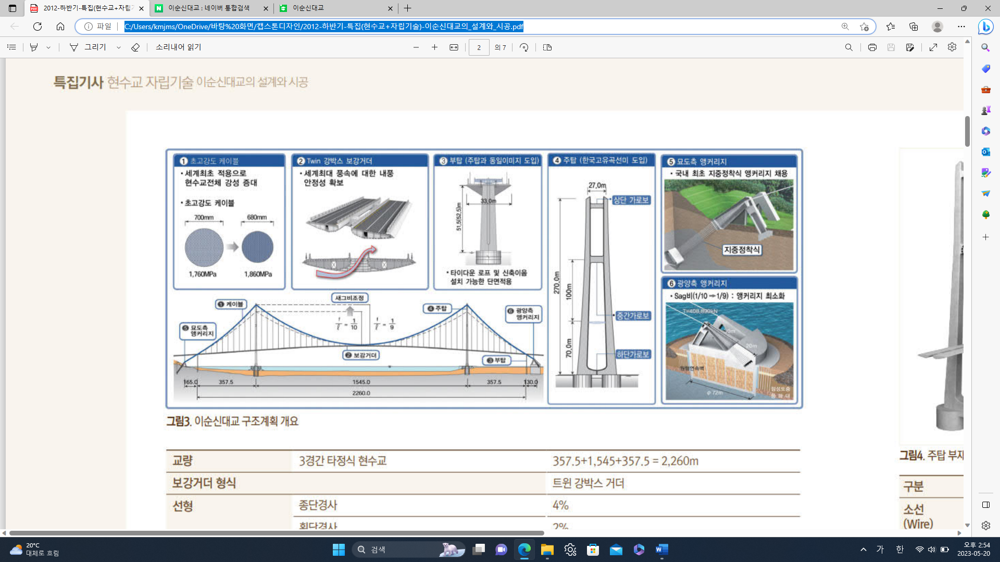 2012-하반기-특집(현수교+자립기
이순신대교 : 네이버 통합검색
이순신대교
파일
C:/Users/kmjms/OneDrive/바탕%20화면/캡스톤디자인/2012-하반기-특집(현수교+자립기술)-이순신대교의_설계와_시공.pdf
그리기
소리내어 읽기
2 의 7
특집기사 현수교 자립기술 이순신대교의 설계와 시공
1 초고강도 케이블
• 세계최초 적용으로
현수교전체 강성 증대
• 초고강도 케이블
700mm 680mm
1,760MPa 1,860MPa
2 Twin 강박스 보강거더
• 세계최대 풍속에 대한 내풍
안정성 확보
3 부탑 (주탑과 동일이미지 도입)
33.0m
51.5(52.5)m
• 타이다운 로프 및 신축이음
설치 가능한 단면적용
4 주탑 (한국고유곡선미 도입)
27.0m
상단 가로보
270.0m
100m
중간가로보
70.0m
하단가로보
5 묘도측 앵커리지
• 국내 최초 지중정착식 앵커리지 채용
지중정착식
6 광양측 앵커리지
• Sag비(1/10 ⇒ 1/9) : 앵커리지 최소화
T=408,890kN
20m
원형연속벽
Φ 72m
새그비조정
1 케이블
4 주탑
6 광양측
앵커리지
f/l = 1/10 f/l = 1/9
5 묘도측
앵커리지
2 보강거더
3 부탑
165.0 357.5 1545.0 357.5 130.0
2260.0
그림3. 이순신대교 구조계획 개요
교량 3경간 타정식 현수교 357.5+1,545+357.5 = 2,260m
보강거더 형식 트윈 강박스 거더
선형 종단경사 4%
횡단경사 2%
그림4. 주탑 부재
구분
소선
(Wire)
20°C
대체로 흐림
검색
가 한
오후 2:54
2023-05-20